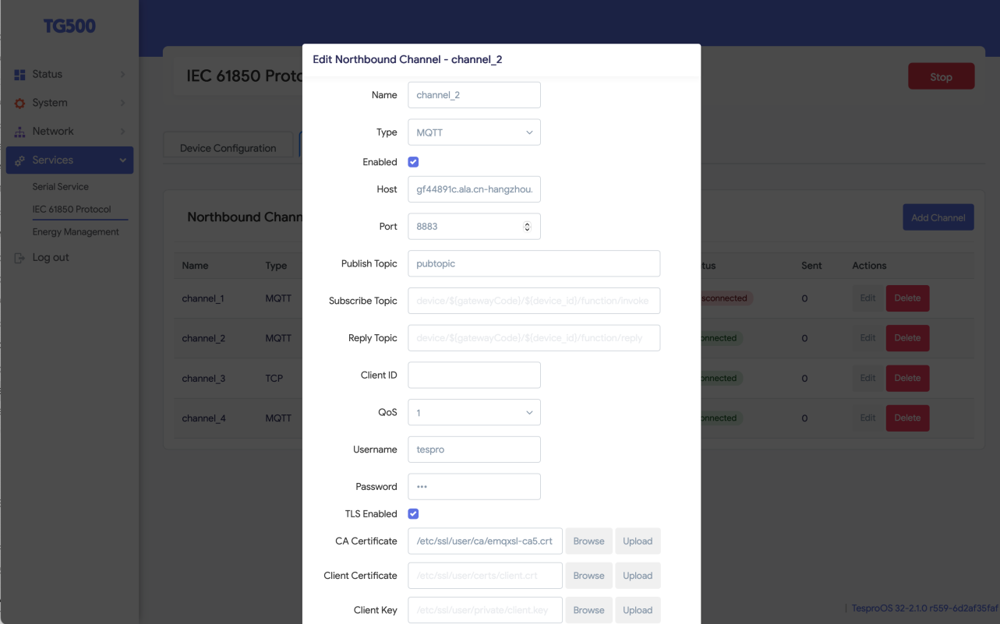 TG500
Status
System
Network
Services
Serial Service
IEC 61850 Protocol
Energy Management
Log out
IEC 61850 Proto
Stop
Device Configuration
Northbound Chann
Add Channel
Name Type tus Sent Actions
channel_1 MQTT sconnected 0 Edit Delete
channel_2 MQTT onnected 0 Edit Delete
channel_3 TCP onnected 0 Edit Delete
channel_4 MQTT nnected 0 Edit Delete
Edit Northbound Channel - channel_2
Name channel_2
Type MQTT
Enabled
Host gf44891c.ala.cn-hangzhou.
Port 8883
Publish Topic pubtopic
Subscribe Topic device/${gatewayCode}/${device_id}/function/invoke
Reply Topic device/${gatewayCode}/${device_id}/function/reply
Client ID
QoS 1
Username tespro
Password •••
TLS Enabled
CA Certificate /etc/ssl/user/ca/emqxsl-ca5.crt Browse Upload
Client Certificate /etc/ssl/user/certs/client.crt Browse Upload
Client Key /etc/ssl/user/private/client.key Browse Upload
| TesproOS 32-2.1.0 r559-6d2af35faf